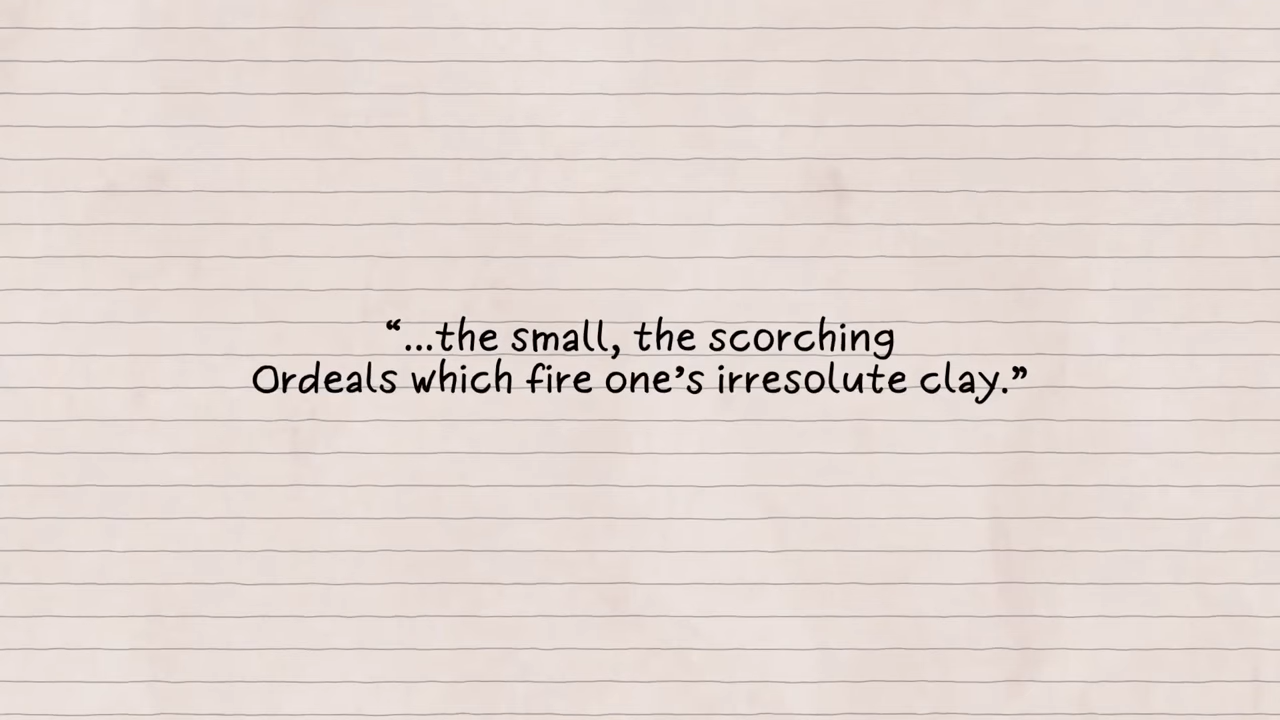 “...the small, the scorching
Ordeals which fire one’s irresolute clay.”